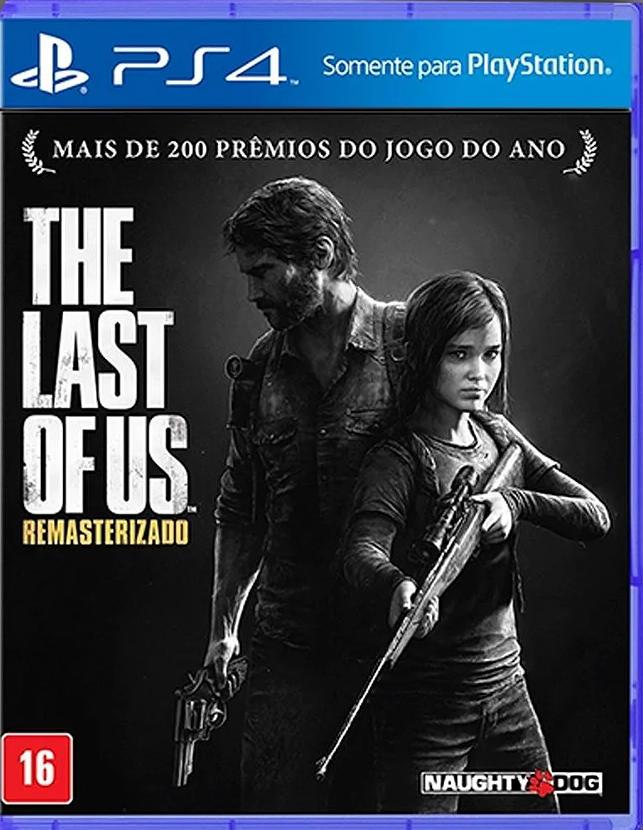 PS4 Somente para PlayStation®
MAIS DE 200 PRÊMIOS DO JOGO DO ANO
THE
LAST
OF US™
REMASTERIZADO
16
NAUGHTY DOG